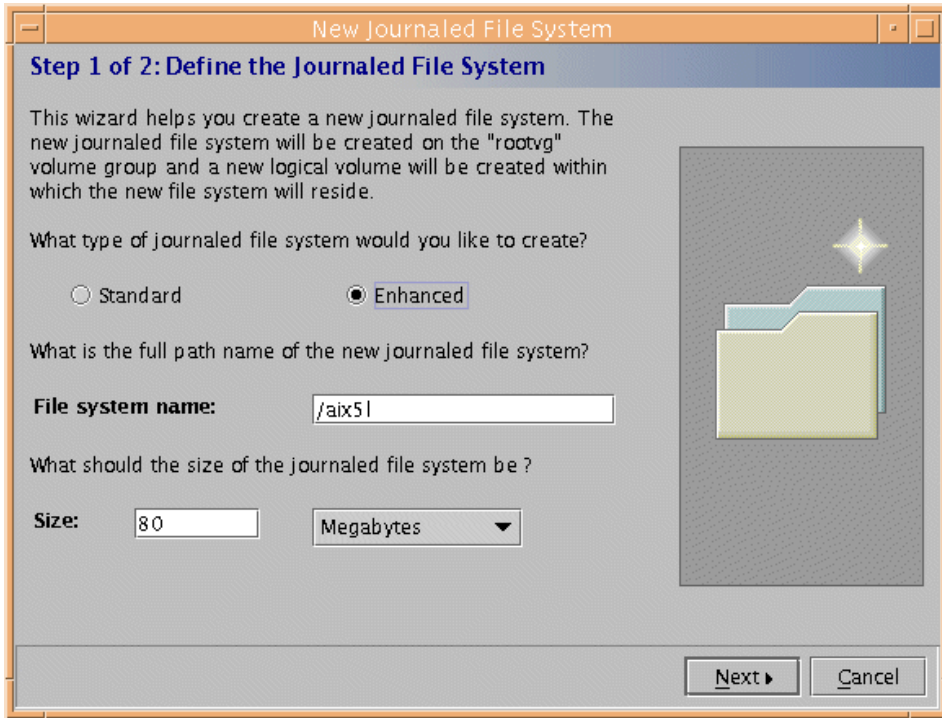 New Journaled File System
Step 1 of 2: Define the Journaled File System
This wizard helps you create a new journaled file system. The
new journaled file system will be created on the "rootvg"
volume group and a new logical volume will be created within
which the new file system will reside.
What type of journaled file system would you like to create?
Standard
Enhanced
What is the full path name of the new journaled file system?
File system name: /aix5l
What should the size of the journaled file system be ?
Size: 80 Megabytes
Next Cancel